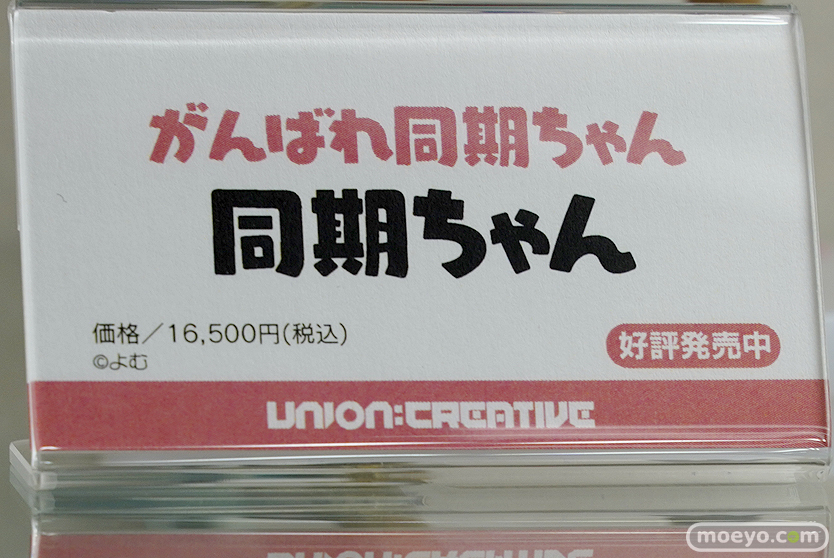 がんばれ同期ちゃん
同期ちゃん
価格／16,500円(税込)
©よむ
好評発売中
UNION:CREATIVE
moeyo.com